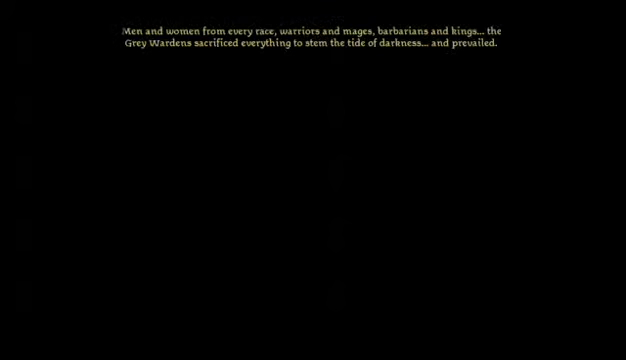 Men and women from every race, warriors and mages, barbarians and kings... the
Grey Wardens sacrificed everything to stem the tide of darkness... and prevailed.